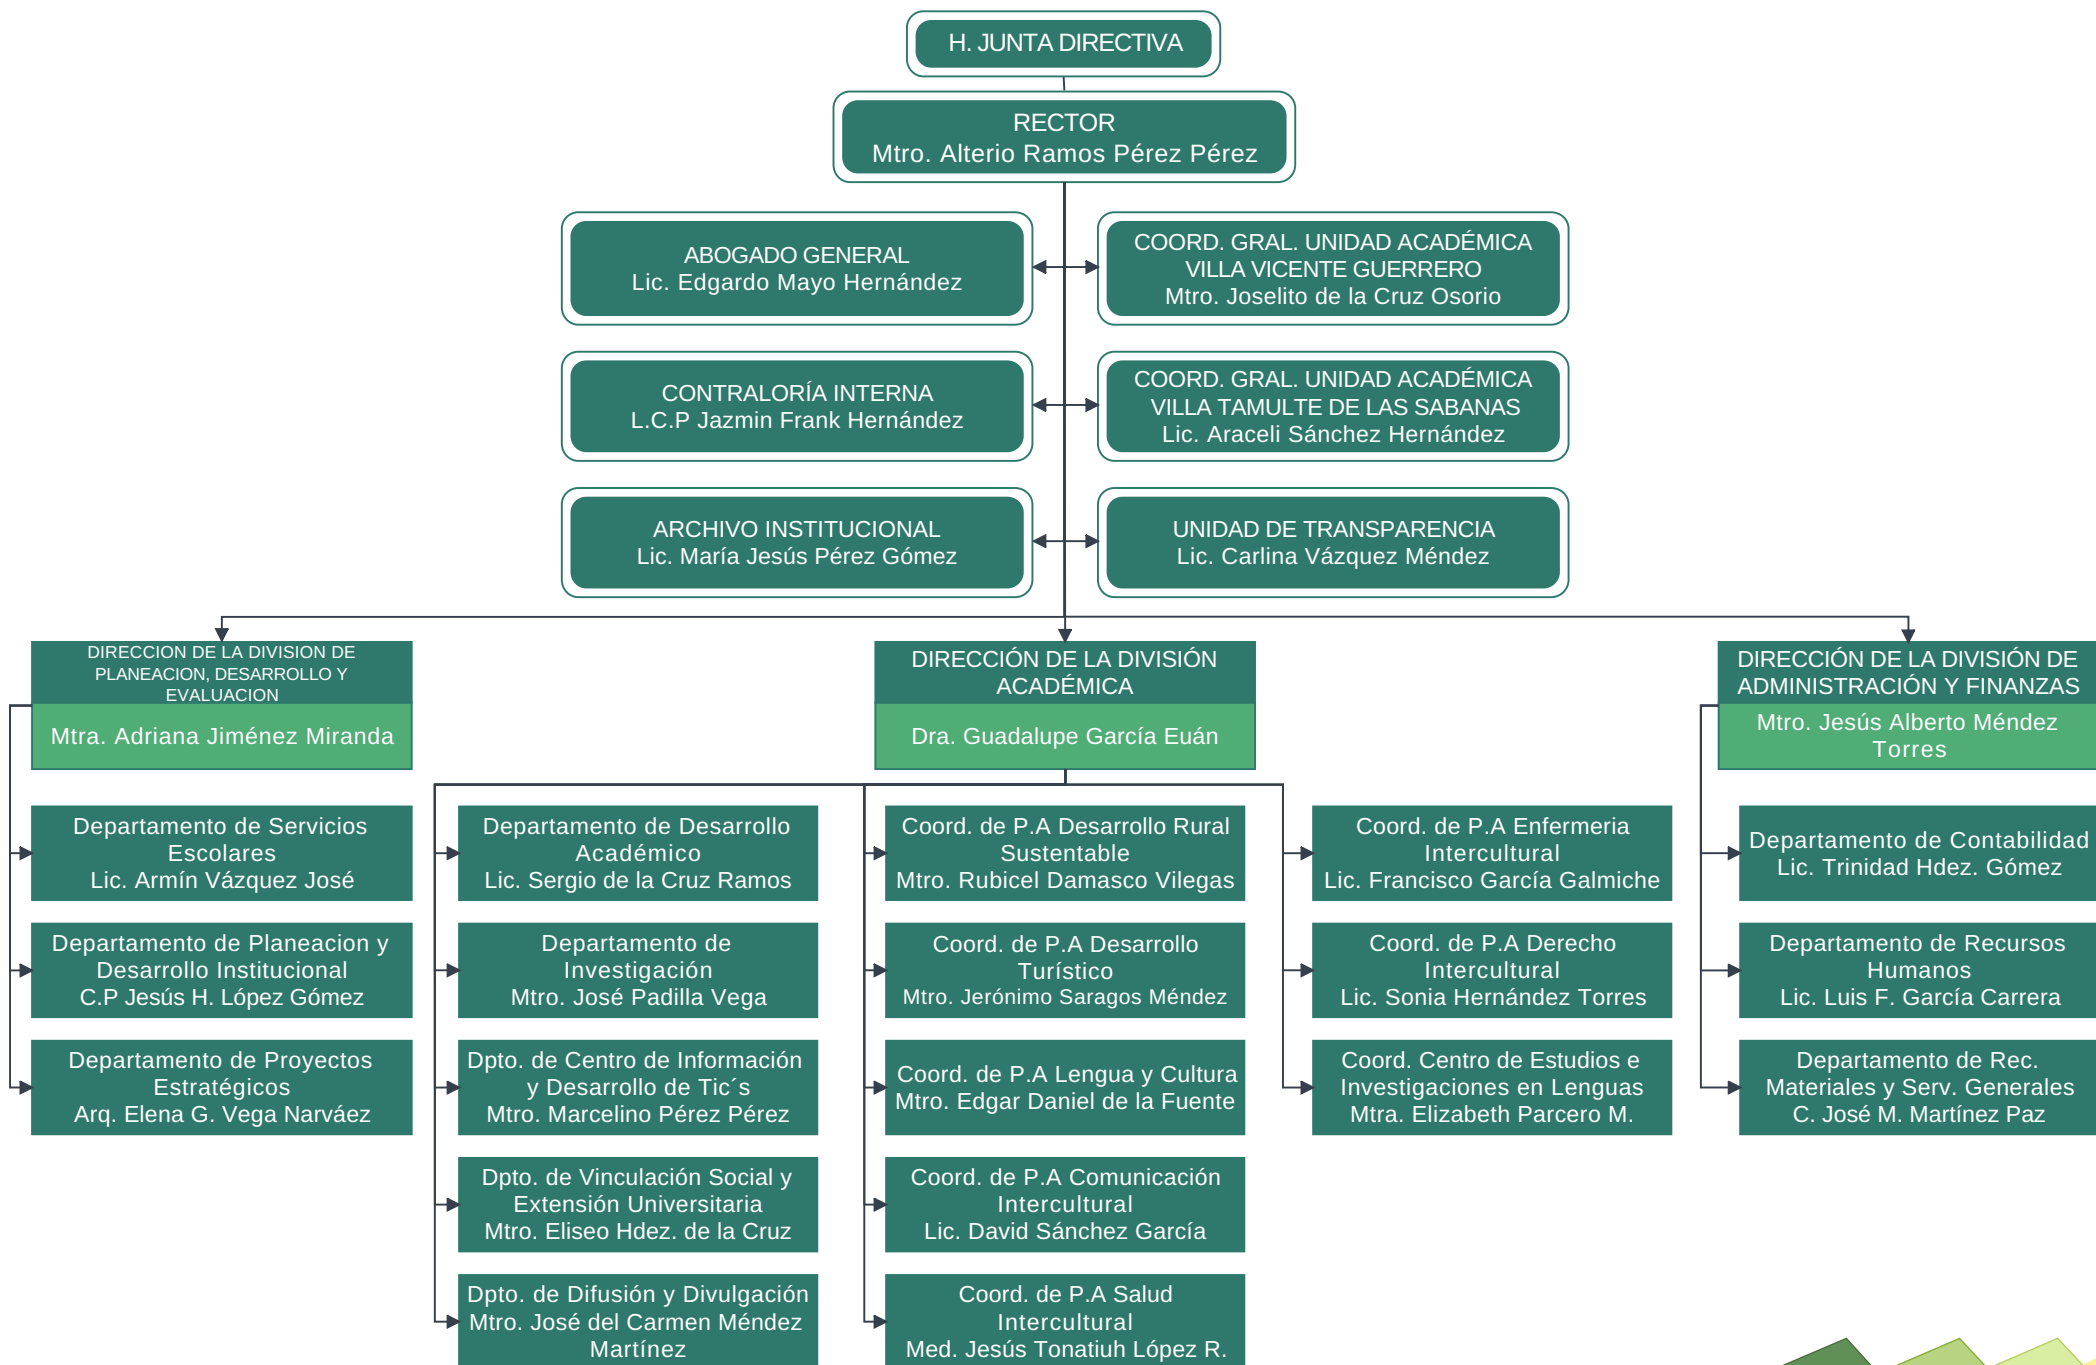 H. JUNTA DIRECTIVA
RECTOR
Mtro. Alterio Ramos Pérez Pérez
ABOGADO GENERAL
Lic. Edgardo Mayo Hernández
COORD. GRAL. UNIDAD ACADÉMICA
VILLA VICENTE GUERRERO
Mtro. Joselito de la Cruz Osorio
CONTRALORÍA INTERNA
L.C.P Jazmin Frank Hernández
COORD. GRAL. UNIDAD ACADÉMICA
VILLA TAMULTE DE LAS SABANAS
Lic. Araceli Sánchez Hernández
ARCHIVO INSTITUCIONAL
Lic. María Jesús Pérez Gómez
UNIDAD DE TRANSPARENCIA
Lic. Carlina Vázquez Méndez
DIRECCION DE LA DIVISION DE
PLANEACION, DESARROLLO Y
EVALUACION
Mtra. Adriana Jiménez Miranda
DIRECCIÓN DE LA DIVISIÓN
ACADÉMICA
Dra. Guadalupe García Euán
DIRECCIÓN DE LA DIVISIÓN DE
ADMINISTRACIÓN Y FINANZAS
Mtro. Jesús Alberto Méndez
Torres
Departamento de Servicios
Escolares
Lic. Armín Vázquez José
Departamento de Planeacion y
Desarrollo Institucional
C.P Jesús H. López Gómez
Departamento de Proyectos
Estratégicos
Arq. Elena G. Vega Narváez
Departamento de Desarrollo
Académico
Lic. Sergio de la Cruz Ramos
Departamento de
Investigación
Mtro. José Padilla Vega
Dpto. de Centro de Información
y Desarrollo de Tic´s
Mtro. Marcelino Pérez Pérez
Dpto. de Vinculación Social y
Extensión Universitaria
Mtro. Eliseo Hdez. de la Cruz
Dpto. de Difusión y Divulgación
Mtro. José del Carmen Méndez
Martínez
Coord. de P.A Desarrollo Rural
Sustentable
Mtro. Rubicel Damasco Vilegas
Coord. de P.A Desarrollo
Turístico
Mtro. Jerónimo Saragos Méndez
Coord. de P.A Lengua y Cultura
Mtro. Edgar Daniel de la Fuente
Coord. de P.A Comunicación
Intercultural
Lic. David Sánchez García
Coord. de P.A Salud
Intercultural
Med. Jesús Tonatiuh López R.
Coord. de P.A Enfermeria
Intercultural
Lic. Francisco García Galmiche
Coord. de P.A Derecho
Intercultural
Lic. Sonia Hernández Torres
Coord. Centro de Estudios e
Investigaciones en Lenguas
Mtra. Elizabeth Parcero M.
Departamento de Contabilidad
Lic. Trinidad Hdez. Gómez
Departamento de Recursos
Humanos
Lic. Luis F. García Carrera
Departamento de Rec.
Materiales y Serv. Generales
C. José M. Martínez Paz